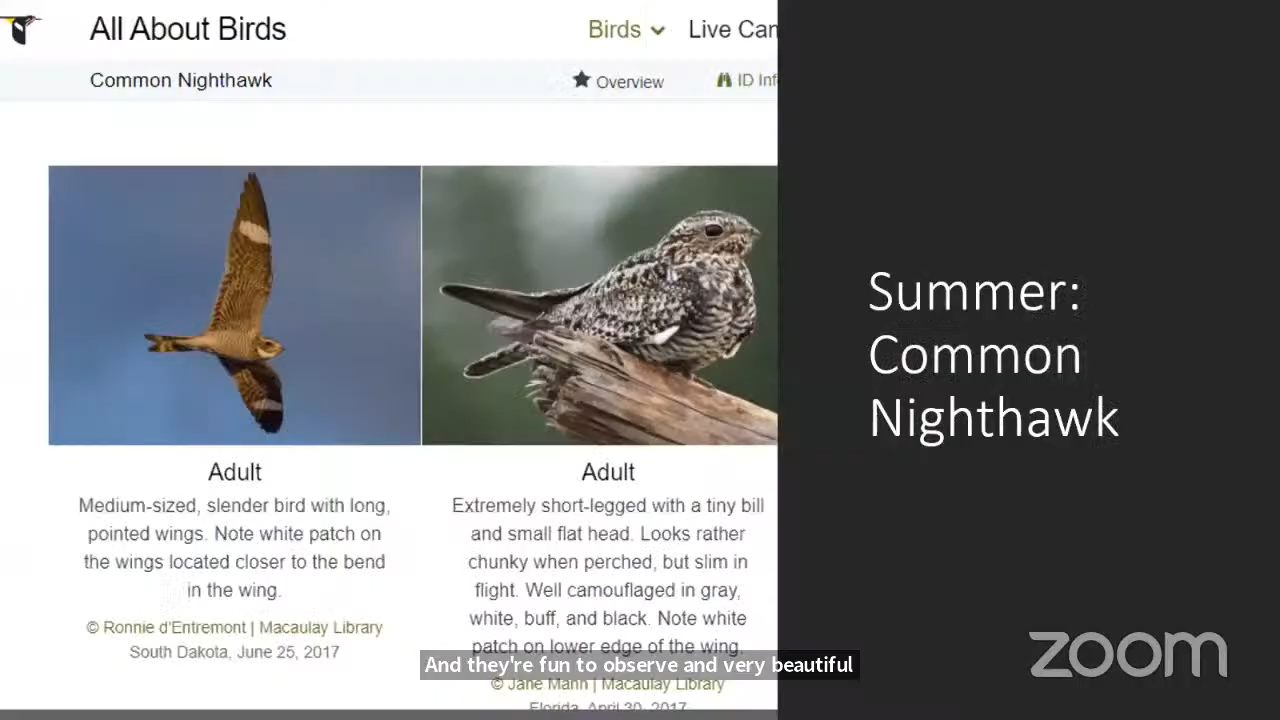 All About Birds
Birds
Live Can
Common Nighthawk
Overview
ID Inf
Adult
Medium-sized, slender bird with long,
pointed wings. Note white patch on
the wings located closer to the bend
in the wing.
© Ronnie d'Entremont | Macaulay Library
South Dakota, June 25, 2017
Adult
Extremely short-legged with a tiny bill
and small flat head. Looks rather
chunky when perched, but slim in
flight. Well camouflaged in gray,
white, buff, and black. Note white
patch on lower edge of the wing.
© Jane Mann | Macaulay Library
Florida, April 30, 2017
And they're fun to observe and very beautiful
Summer:
Common
Nighthawk
zoom